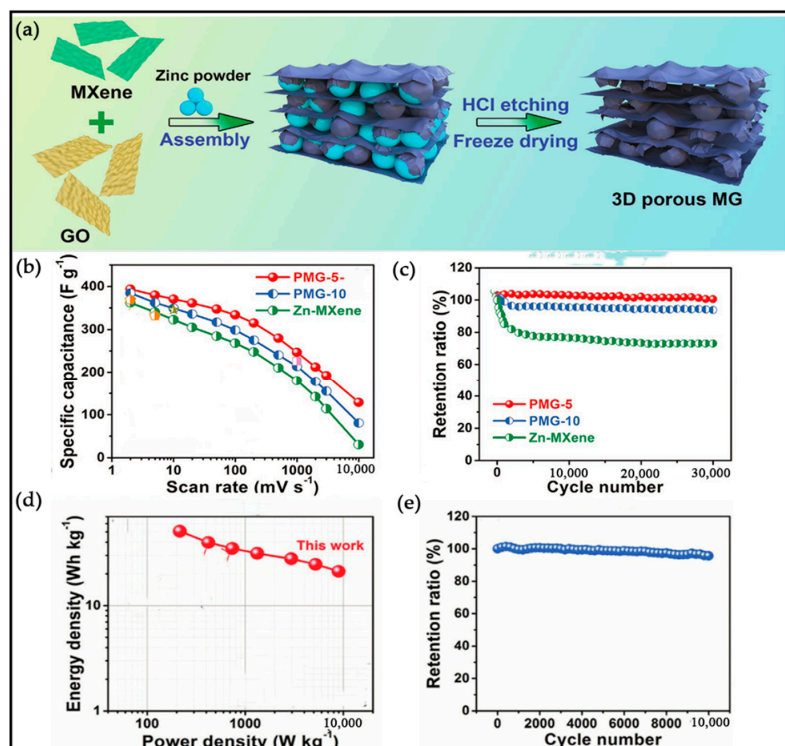 (a)
MXene
GO
Zinc powder
Assembly
HCl etching
Freeze drying
3D porous MG
(b)
Specific capacitance (F g⁻¹)
400
300
200
100
0
1
10
100
1000
10,000
Scan rate (mV s⁻¹)
PMG-5-
PMG-10
Zn-MXene
(c)
Retention ratio (%)
120
100
80
60
40
20
0
0
10,000
20,000
30,000
Cycle number
PMG-5
PMG-10
Zn-MXene
(d)
Energy density (Wh kg⁻¹)
10
1
100
1000
10,000
Power density (W kg⁻¹)
This work
(e)
Retention ratio (%)
120
100
80
60
40
20
0
0
2000
4000
6000
8000
10,000
Cycle number